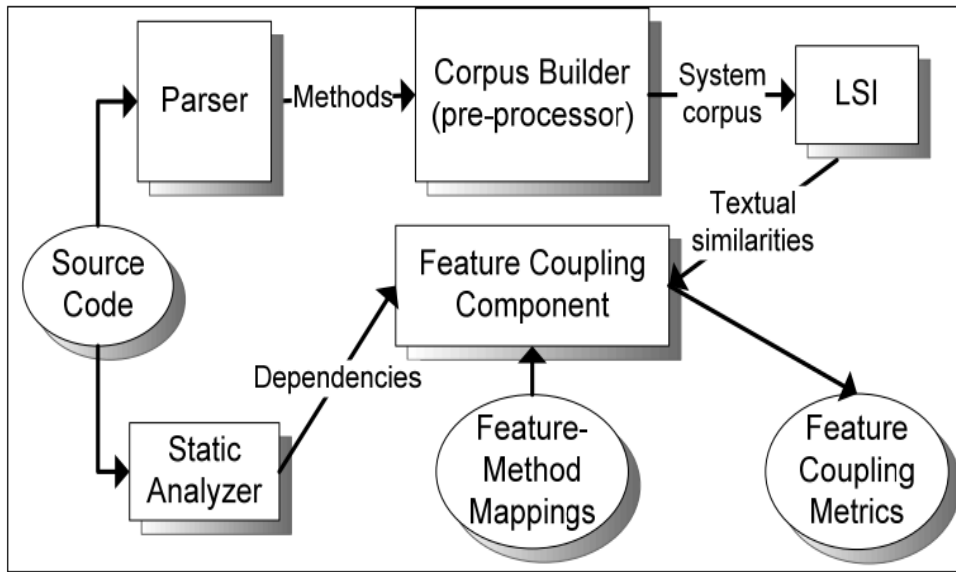 Parser
Methods
Corpus Builder
(pre-processor)
System
corpus
LSI
Textual
similarities
Source
Code
Feature Coupling
Component
Dependencies
Static
Analyzer
Feature-
Method
Mappings
Feature
Coupling
Metrics